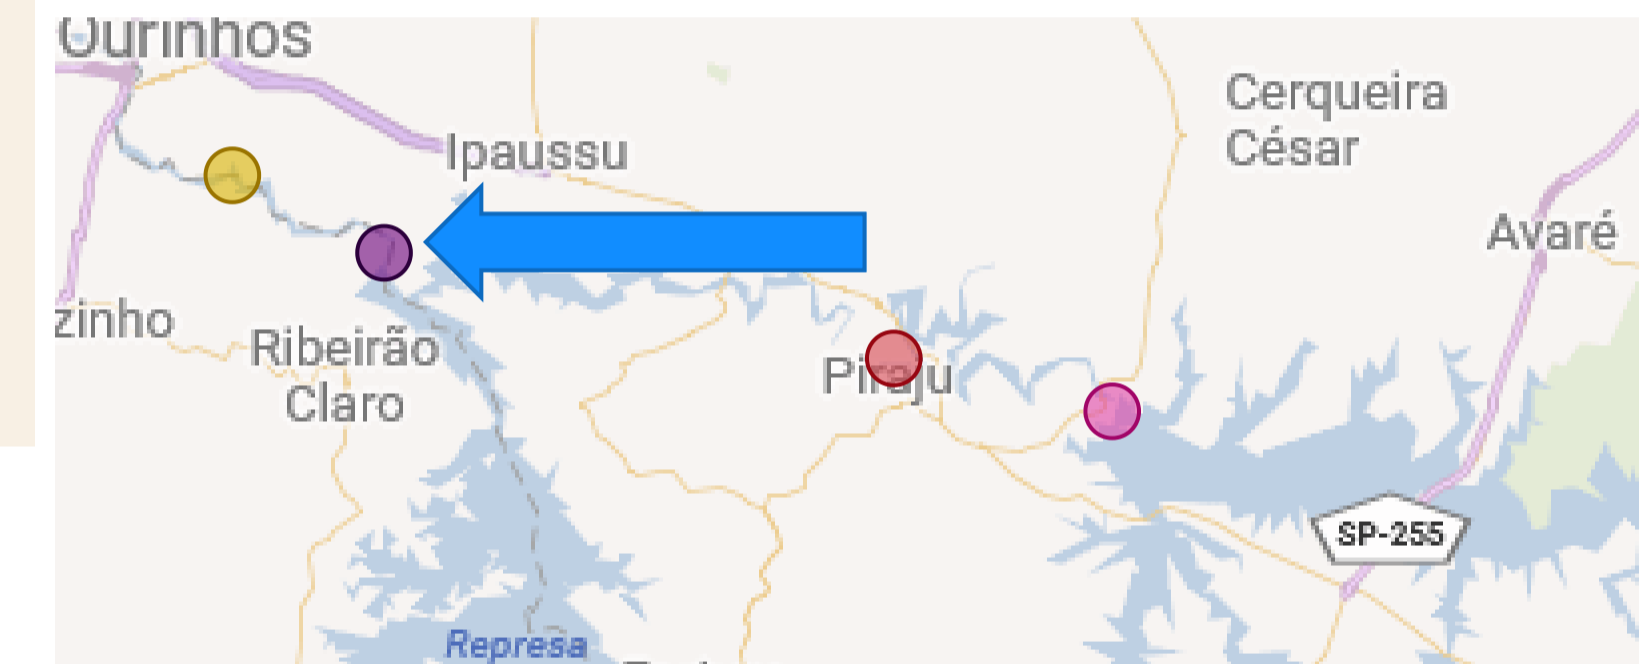 Ourinhos
Ipaussu
Cerqueira
César
Avaré
zinho
Ribeirão
Claro
Piraju
SP-255
Represa